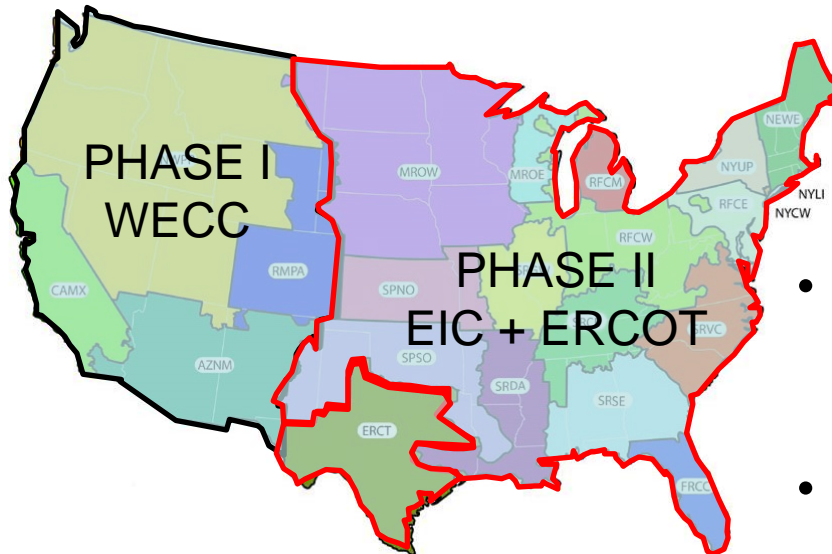 PHASE I
WECC
CAMX
RMPA
AZNM
MROW
MROE
RFCM
NEWE
NYUP
NYLI
NYCW
RFCE
RFCW
SPNO
PHASE II
EIC + ERCOT
SRVC
SPSO
SRDA
SRSE
ERCT
FRCC
•
•